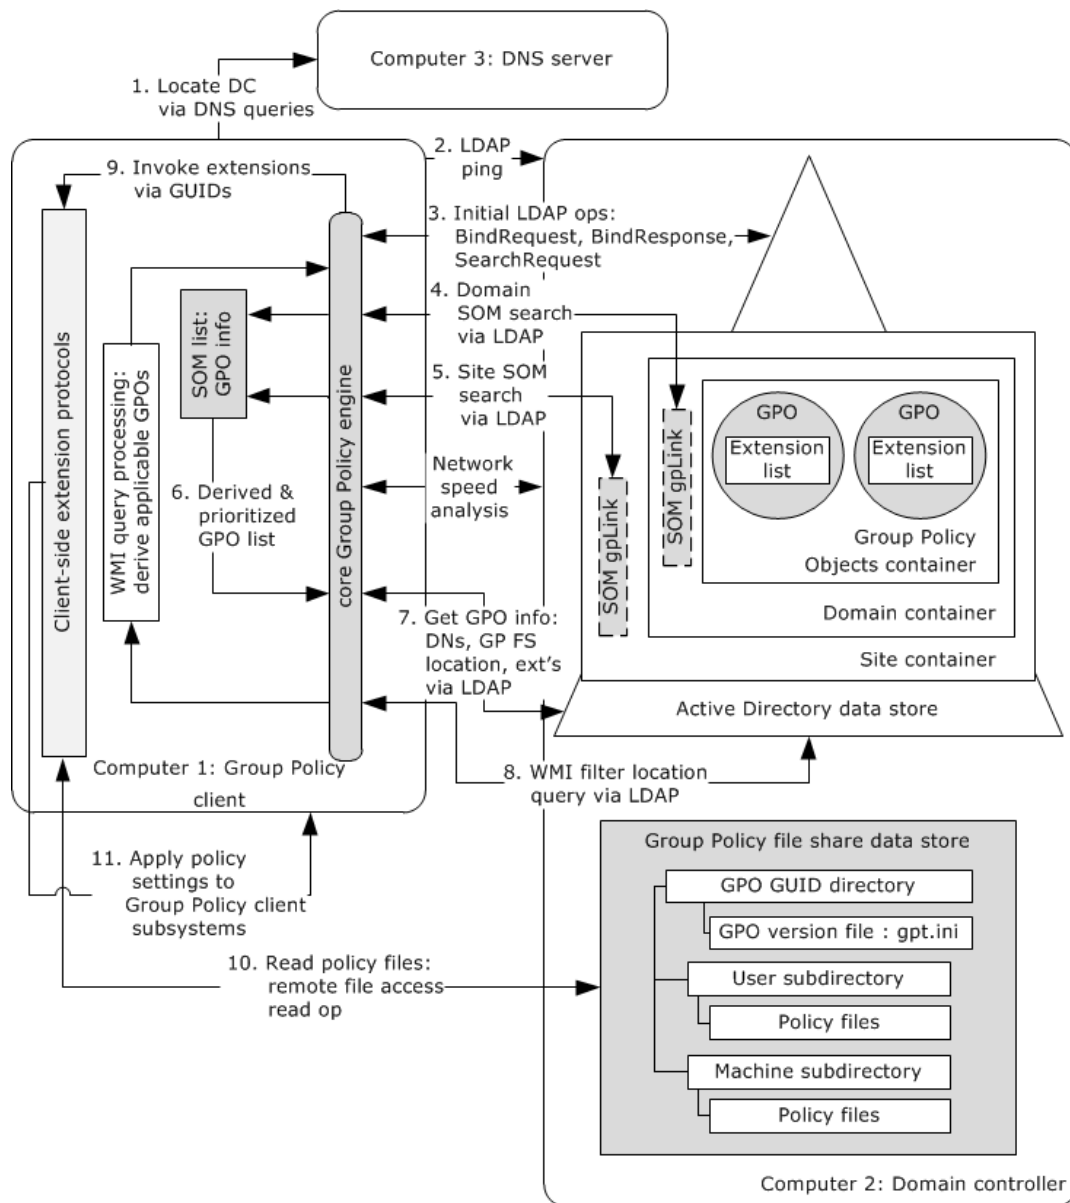 Computer 3: DNS server
1. Locate DC
via DNS queries
2. LDAP
ping
9. Invoke extensions
via GUIDs
3. Initial LDAP ops:
BindRequest, BindResponse,
SearchRequest
4. Domain
SOM search
via LDAP
5. Site SOM
search
via LDAP
Network
speed
analysis
Client-side extension protocols
WMI query processing:
derive applicable GPOs
SOM list:
GPO info
6. Derived &
prioritized
GPO list
core Group Policy engine
7. Get GPO info:
DNs, GP FS
location, ext's
via LDAP
SOM gpLink
SOM gpLink
GPO
Extension
list
GPO
Extension
list
Group Policy
Objects container
Domain container
Site container
Active Directory data store
Computer 1: Group Policy
client
8. WMI filter location
query via LDAP
11. Apply policy
settings to
Group Policy client
subsystems
10. Read policy files:
remote file access
read op
Group Policy file share data store
GPO GUID directory
GPO version file : gpt.ini
User subdirectory
Policy files
Machine subdirectory
Policy files
Computer 2: Domain controller